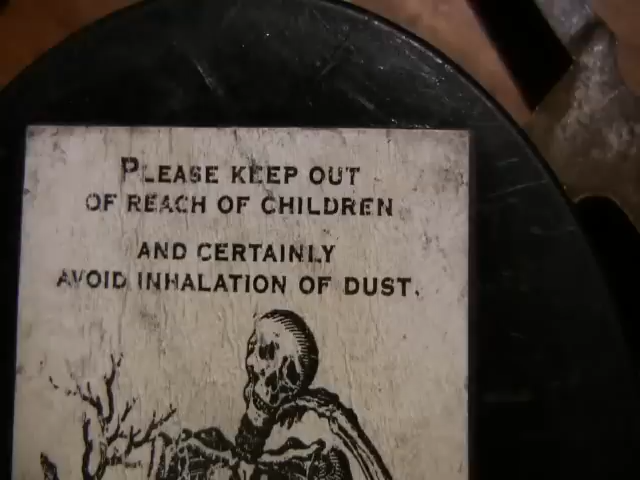 Please keep out
of reach of children
and certainly
avoid inhalation of dust.